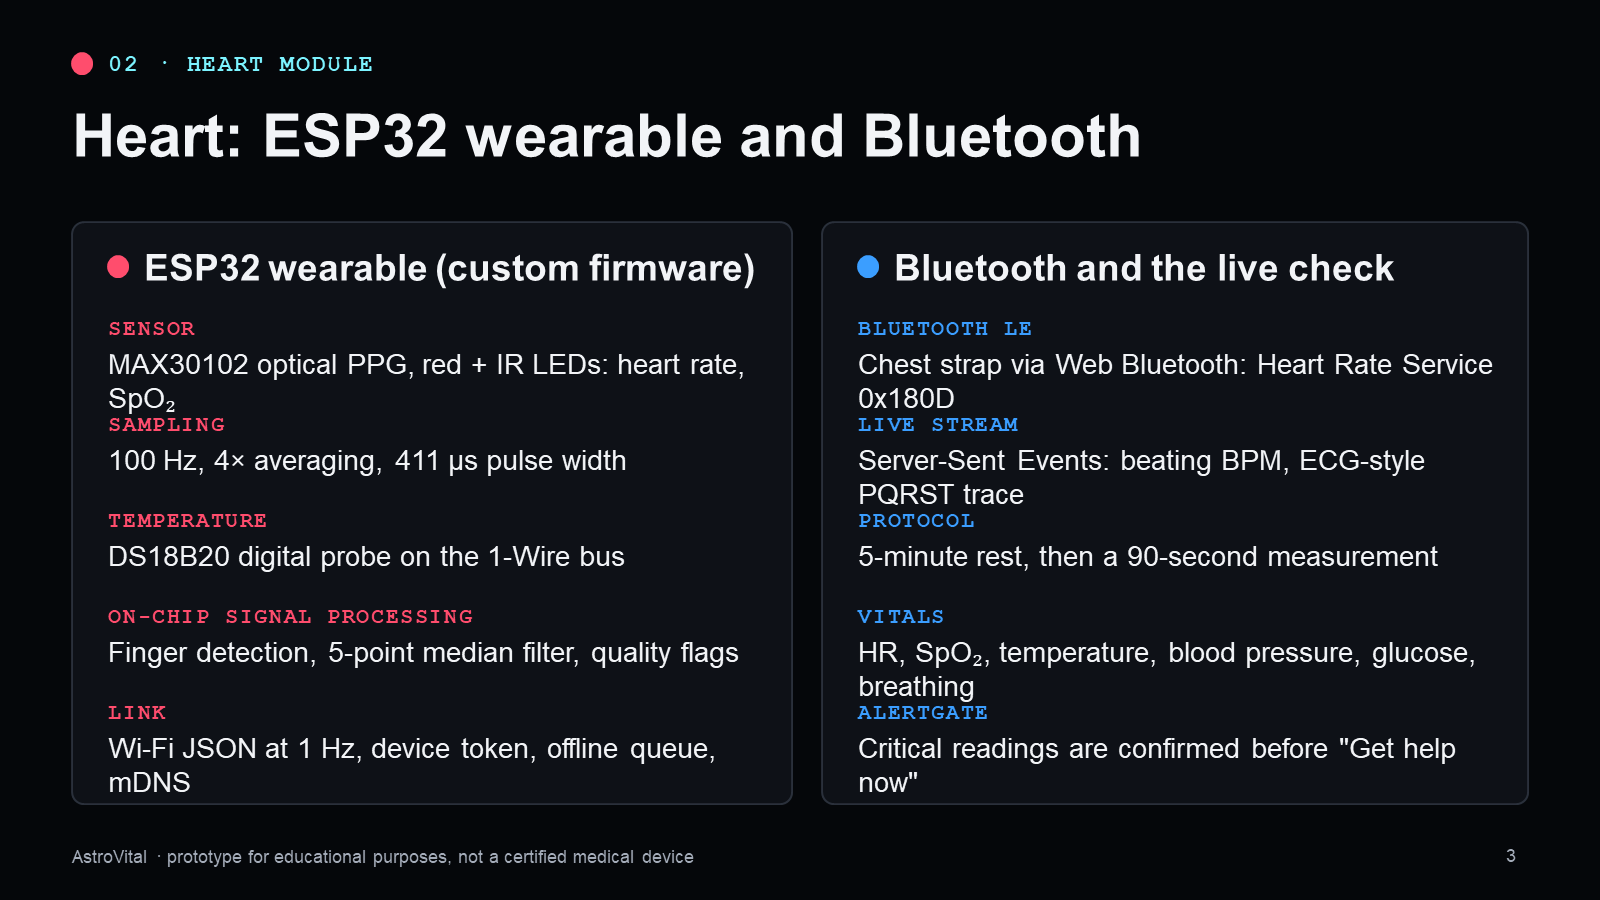 02 · HEART MODULE
Heart: ESP32 wearable and Bluetooth
ESP32 wearable (custom firmware)
SENSOR
MAX30102 optical PPG, red + IR LEDs: heart rate,
SpO₂
SAMPLING
100 Hz, 4× averaging, 411 µs pulse width
TEMPERATURE
DS18B20 digital probe on the 1-Wire bus
ON-CHIP SIGNAL PROCESSING
Finger detection, 5-point median filter, quality flags
LINK
Wi-Fi JSON at 1 Hz, device token, offline queue,
mDNS
Bluetooth and the live check
BLUETOOTH LE
Chest strap via Web Bluetooth: Heart Rate Service
0x180D
LIVE STREAM
Server-Sent Events: beating BPM, ECG-style
PQRST trace
PROTOCOL
5-minute rest, then a 90-second measurement
VITALS
HR, SpO₂, temperature, blood pressure, glucose,
breathing
ALERTGATE
Critical readings are confirmed before "Get help
now"
AstroVital · prototype for educational purposes, not a certified medical device
3